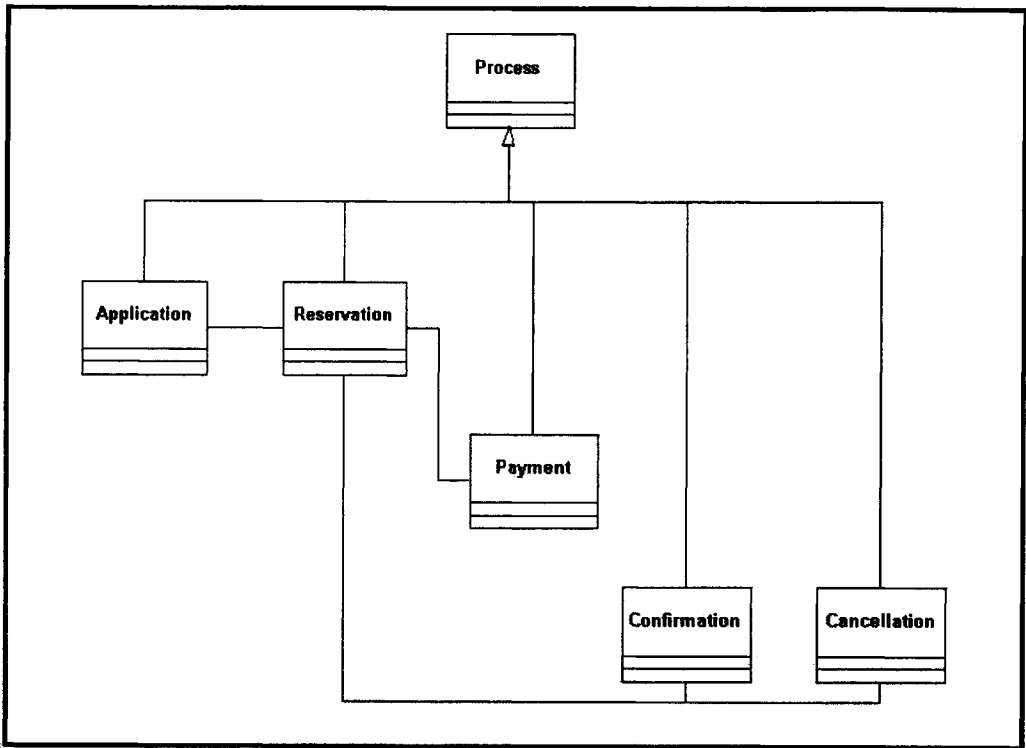 Process
Application
Reservation
Payment
Confirmation
Cancellation